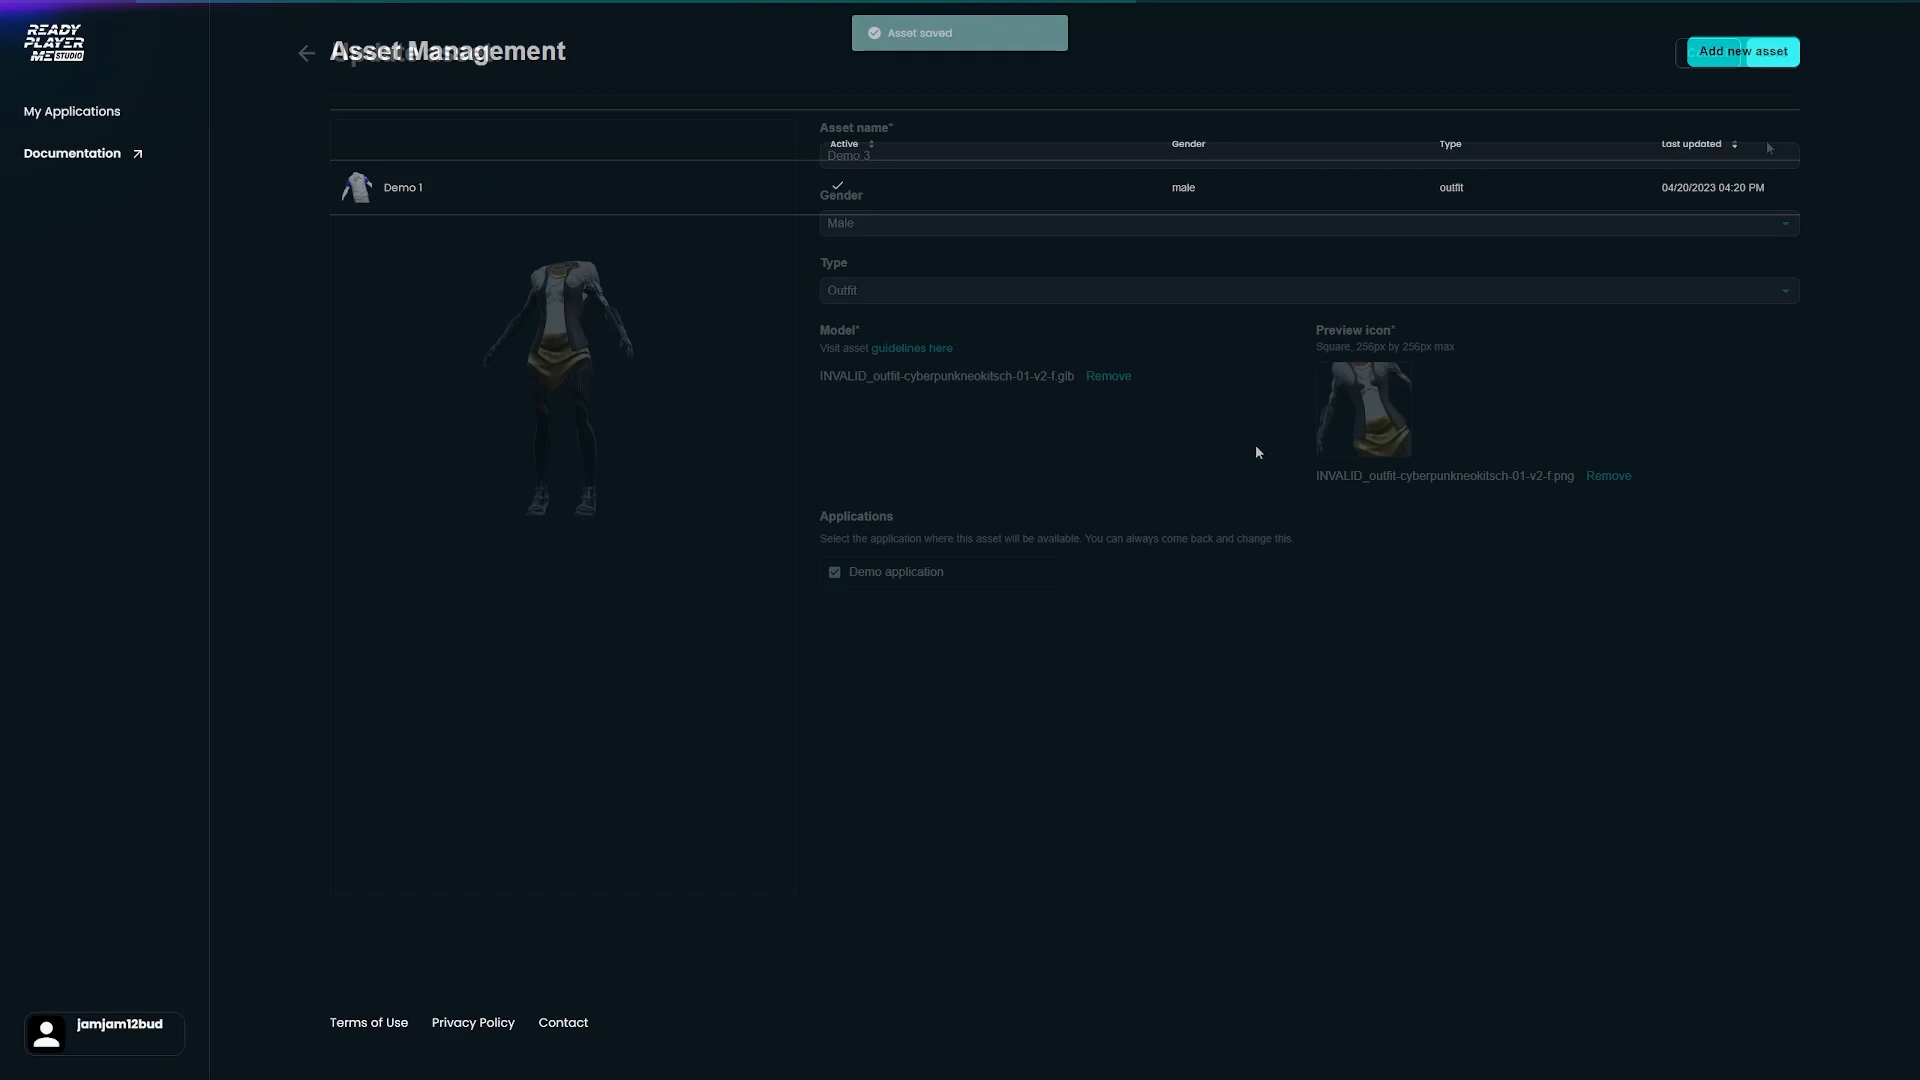 READY
PLAYER
ME STUDIO
My Applications
Documentation
Asset saved
Asset Management
Add new asset
Asset name*
Active
Gender
Type
Last updated
Demo 3
Demo 1
male
outfit
04/20/2023 04:20 PM
Gender
Male
Type
Outfit
Model*
Visit asset guidelines here
INVALID_outfit-cyberpunkneokitsch-01-v2-f.glb Remove
Preview icon*
Square, 256px by 256px max
INVALID_outfit-cyberpunkneokitsch-01-v2-f.png Remove
Applications
Select the application where this asset will be available. You can always come back and change this.
Demo application
Terms of Use Privacy Policy Contact
jamjam12bud